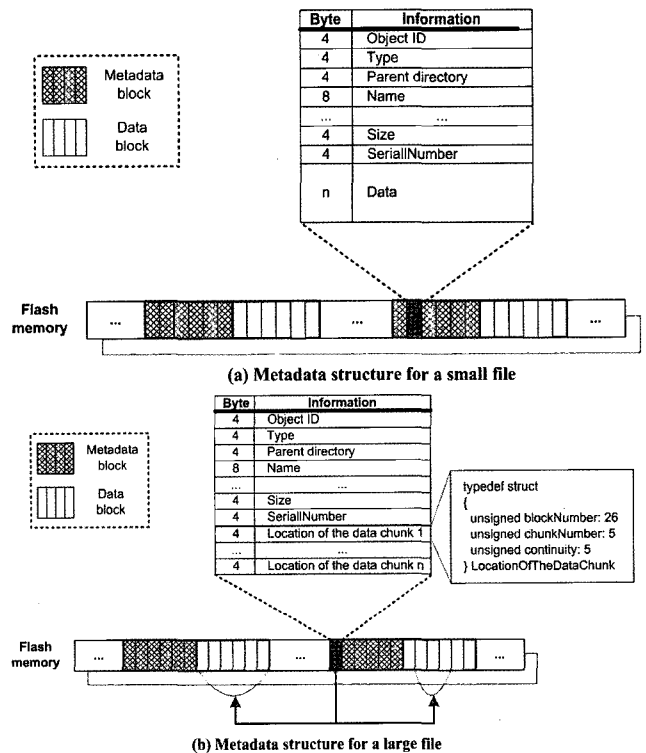 Byte Information
4 Object ID
4 Type
4 Parent directory
8 Name
... ...
4 Size
4 SeriallNumber
n Data
Metadata
block
Data
block
Flash
memory
... ... ...
(a) Metadata structure for a small file
Byte Information
4 Object ID
4 Type
4 Parent directory
8 Name
... ...
4 Size
4 SeriallNumber
4 Location of the data chunk 1
... ...
4 Location of the data chunk n
Metadata
block
Data
block
typedef struct
{
unsigned blockNumber: 26
unsigned chunkNumber: 5
unsigned continuity: 5
} LocationOfTheDataChunk
Flash
memory
... ... ...
(b) Metadata structure for a large file